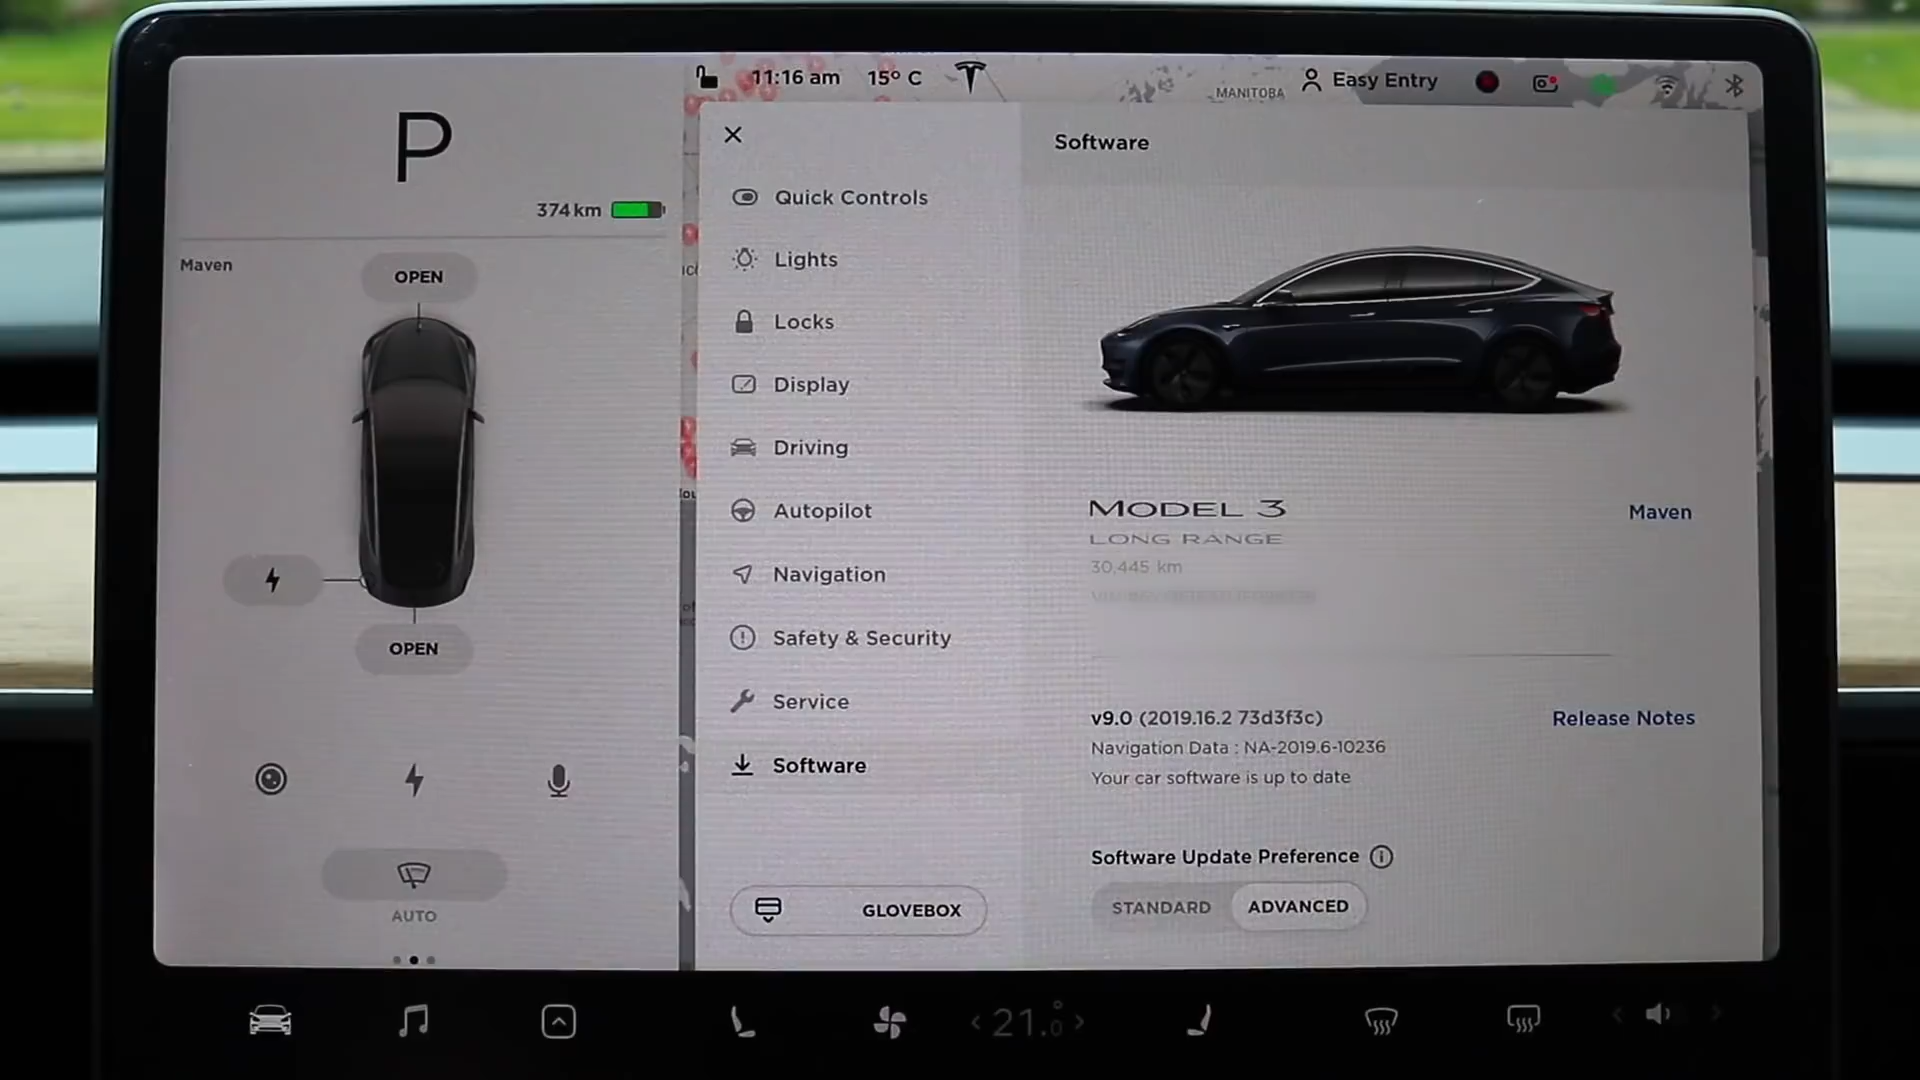 P
374 km
Maven
OPEN
OPEN
AUTO
11:16 am
15° C
MANITOBA
Easy Entry
Quick Controls
Lights
Locks
Display
Driving
Autopilot
Navigation
Safety & Security
Service
Software
GLOVEBOX
Software
MODEL 3
Maven
LONG RANGE
30,445 km
v9.0 (2019.16.2 73d3f3c)
Release Notes
Navigation Data : NA-2019.6-10236
Your car software is up to date
Software Update Preference
STANDARD
ADVANCED
< 21.0° >